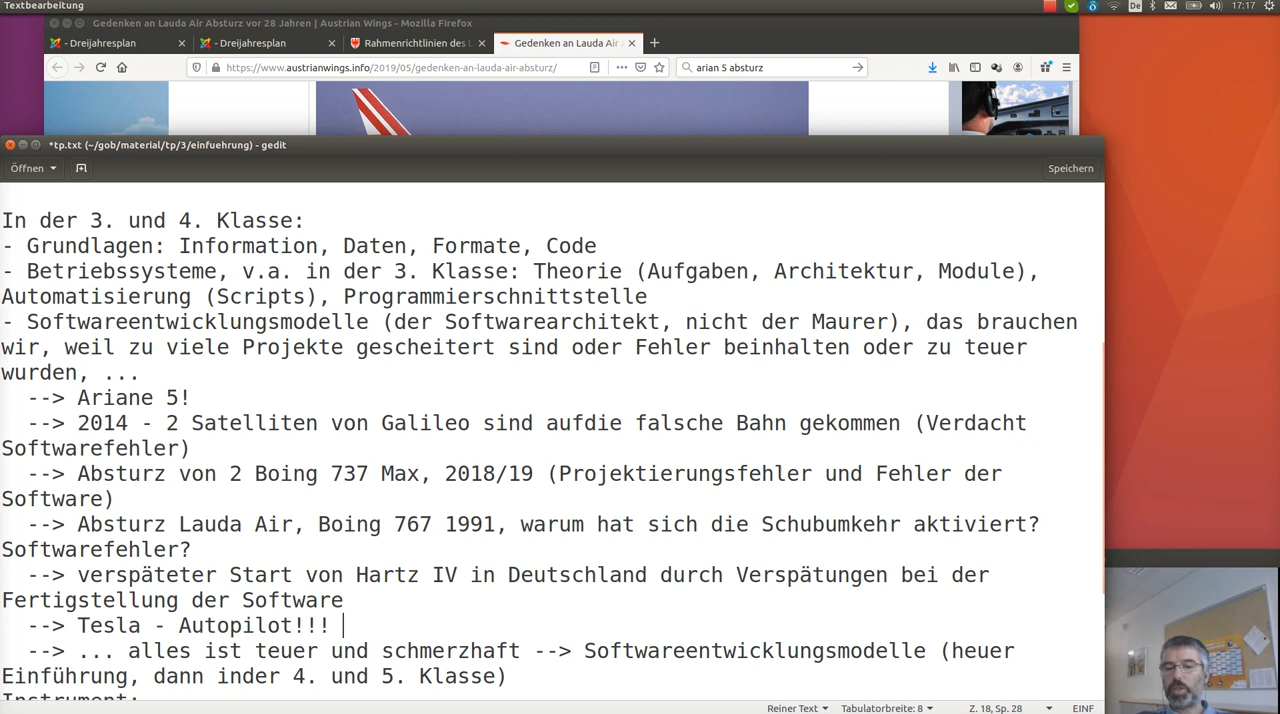 Textbearbeitung
De
17:17
Gedenken an Lauda Air Absturz vor 28 Jahren | Austrian Wings - Mozilla Firefox
- Dreijahresplan
- Dreijahresplan
Rahmenrichtlinien des L
Gedenken an Lauda Air A
https://www.austrianwings.info/2019/05/gedenken-an-lauda-air-absturz/
arian 5 absturz
*tp.txt (~/gob/material/tp/3/einfuehrung) - gedit
Öffnen
Speichern
In der 3. und 4. Klasse:
- Grundlagen: Information, Daten, Formate, Code
- Betriebssysteme, v.a. in der 3. Klasse: Theorie (Aufgaben, Architektur, Module),
Automatisierung (Scripts), Programmierschnittstelle
- Softwareentwicklungsmodelle (der Softwarearchitekt, nicht der Maurer), das brauchen
wir, weil zu viele Projekte gescheitert sind oder Fehler beinhalten oder zu teuer
wurden, ...
--> Ariane 5!
--> 2014 - 2 Satelliten von Galileo sind aufdie falsche Bahn gekommen (Verdacht
Softwarefehler)
--> Absturz von 2 Boing 737 Max, 2018/19 (Projektierungsfehler und Fehler der
Software)
--> Absturz Lauda Air, Boing 767 1991, warum hat sich die Schubumkehr aktiviert?
Softwarefehler?
--> verspäteter Start von Hartz IV in Deutschland durch Verspätungen bei der
Fertigstellung der Software
--> Tesla - Autopilot!!!
--> ... alles ist teuer und schmerzhaft --> Softwareentwicklungsmodelle (heuer
Einführung, dann inder 4. und 5. Klasse)
Instrument:
Reiner Text
Tabulatorbreite: 8
Z. 18, Sp. 28
EINF